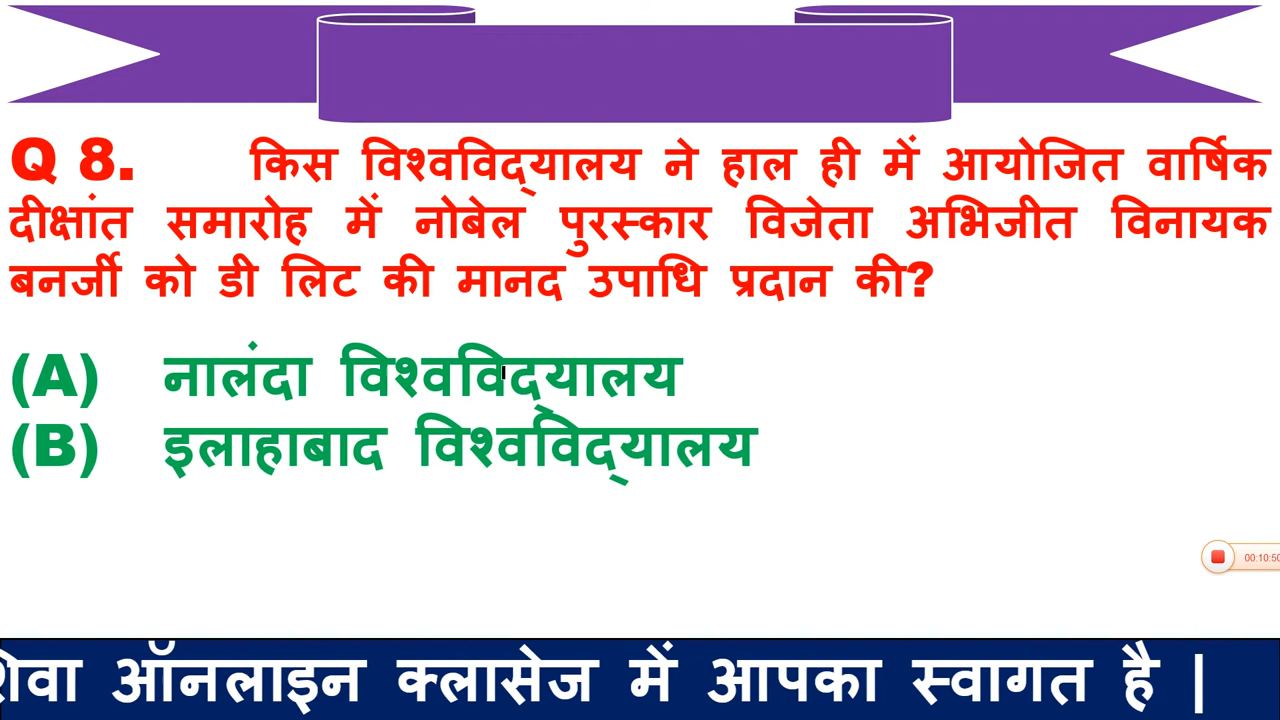 Q 8. किस विश्वविद्यालय ने हाल ही में आयोजित वार्षिक
दीक्षांत समारोह में नोबेल पुरस्कार विजेता अभिजीत विनायक
बनर्जी को डी लिट की मानद उपाधि प्रदान की?
(A) नालंदा विश्वविद्यालय
(B) इलाहाबाद विश्वविद्यालय
00:10:50
शिवा ऑनलाइन क्लासेज में आपका स्वागत है |